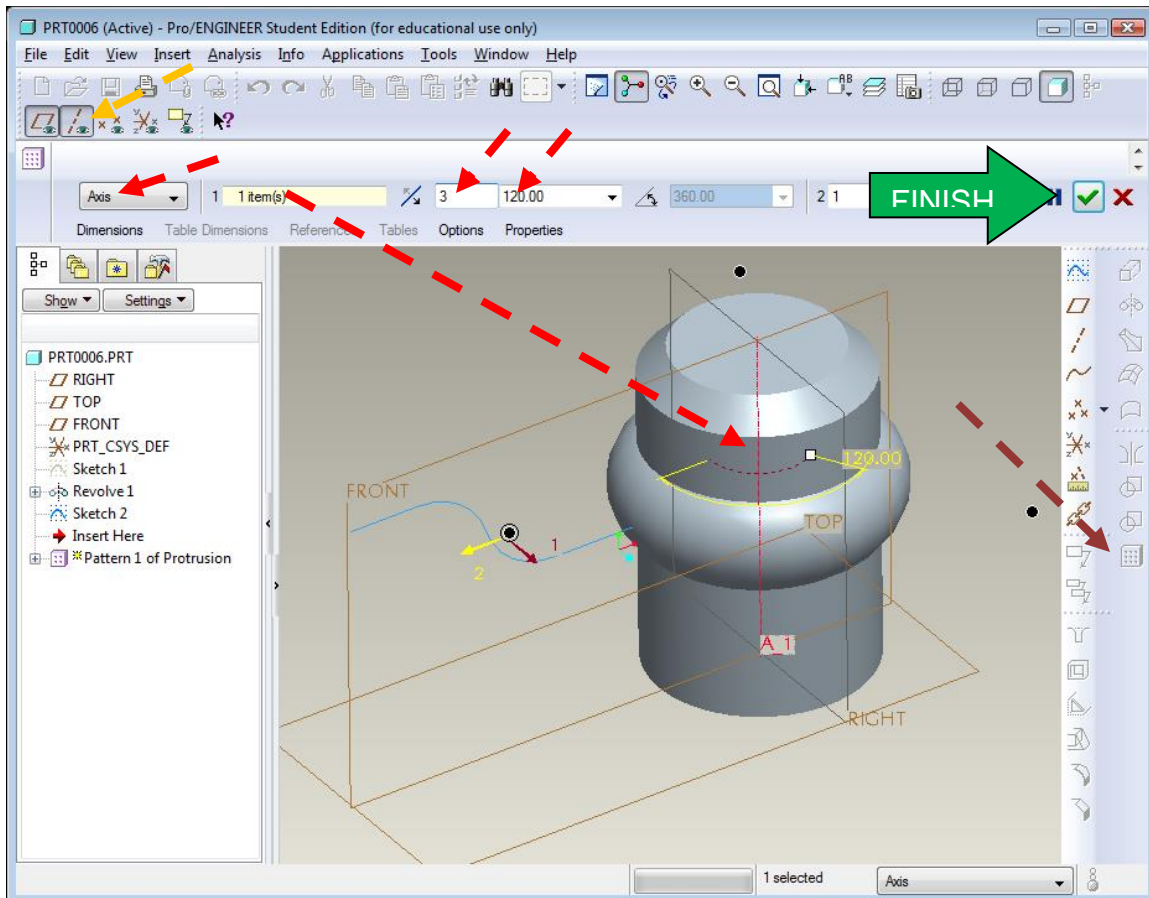 PRT0006 (Active) - Pro/ENGINEER Student Edition (for educational use only)
File Edit View Insert Analysis Info Applications Tools Window Help
Axis 1 1 item(s) 3 120.00 360.00 2 1 FINISH
Dimensions Table Dimensions References Tables Options Properties
Show Settings
PRT0006.PRT
RIGHT
TOP
FRONT
PRT_CSYS_DEF
Sketch 1
Revolve 1
Sketch 2
Insert Here
Pattern 1 of Protrusion
120.00
FRONT
TOP
1
2
A_1
RIGHT
1 selected Axis